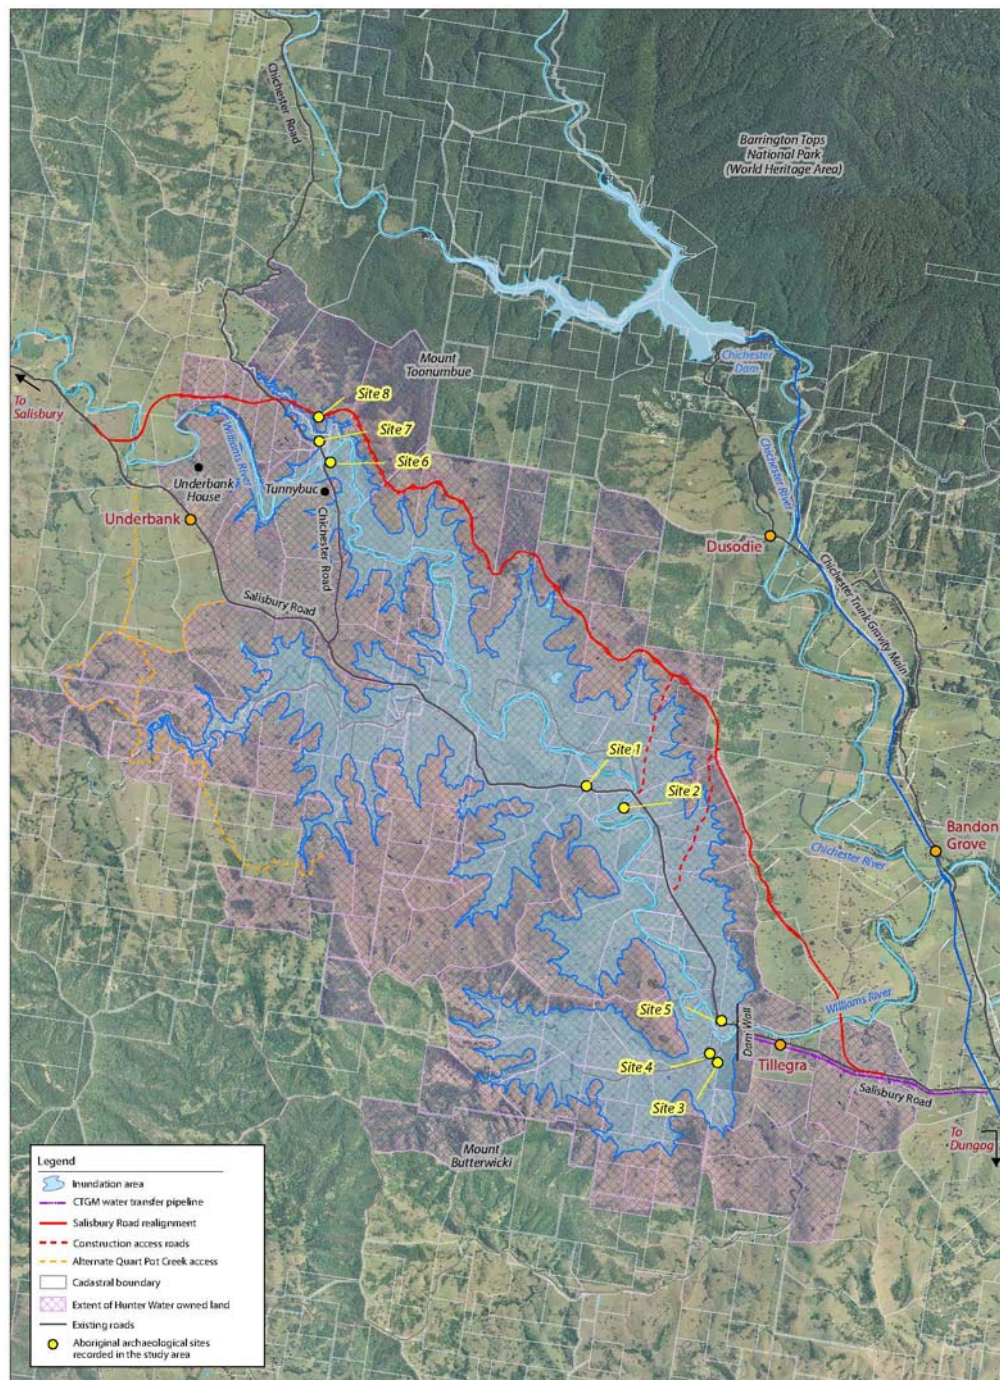 Chichester Road
Barrington Tops
National Park
(World Heritage Area)
Mount
Toonumbue
Chichester
Dam
To
Salisbury
Site 8
Site 7
Site 6
Williams River
Underbank
House
Tunnybuc
Chichester River
Underbank
Chichester Road
Dusodie
Chichester Trunk Gravity Main
Salisbury Road
Site 1
Site 2
Bandon
Grove
Chichester River
Williams River
Site 5
Dam Wall
Site 4
Tillegra
Site 3
Salisbury Road
To
Dungog
Mount
Butterwicki
Legend
Inundation area
CTGM water transfer pipeline
Salisbury Road realignment
Construction access roads
Alternate Quart Pot Creek access
Cadastral boundary
Extent of Hunter Water owned land
Existing roads
Aboriginal archaeological sites
recorded in the study area